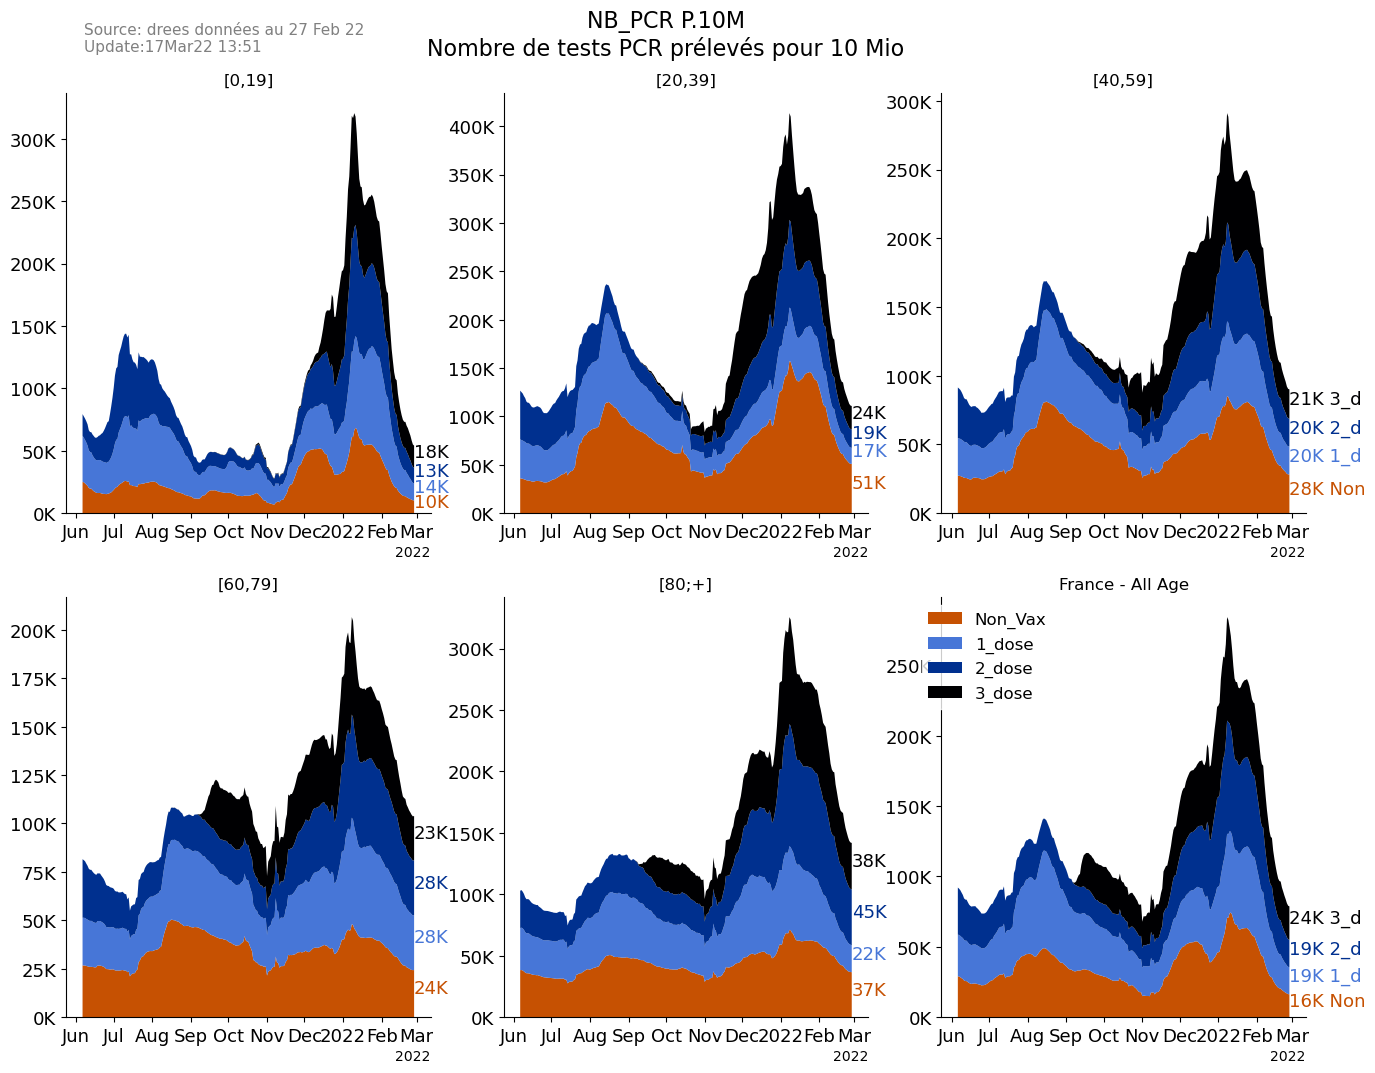 Source: drees données au 27 Feb 22
Update:17Mar22 13:51
NB_PCR P.10M
Nombre de tests PCR prélevés pour 10 Mio
[0,19]
300K
250K
200K
150K
100K
50K
0K
18K
13K
14K
10K
Jun Jul Aug Sep Oct Nov Dec 2022 Feb Mar
2022
[20,39]
400K
350K
300K
250K
200K
150K
100K
50K
0K
24K
19K
17K
51K
Jun Jul Aug Sep Oct Nov Dec 2022 Feb Mar
2022
[40,59]
300K
250K
200K
150K
100K
50K
0K
21K 3_d
20K 2_d
20K 1_d
28K Non
Jun Jul Aug Sep Oct Nov Dec 2022 Feb Mar
2022
[60,79]
200K
175K
150K
125K
100K
75K
50K
25K
0K
23K
28K
28K
24K
Jun Jul Aug Sep Oct Nov Dec 2022 Feb Mar
2022
[80;+]
300K
250K
200K
150K
100K
50K
0K
38K
45K
22K
37K
Jun Jul Aug Sep Oct Nov Dec 2022 Feb Mar
2022
France - All Age
Non_Vax
1_dose
2_dose
3_dose
250K
200K
150K
100K
50K
0K
24K 3_d
19K 2_d
19K 1_d
16K Non
Jun Jul Aug Sep Oct Nov Dec 2022 Feb Mar
2022